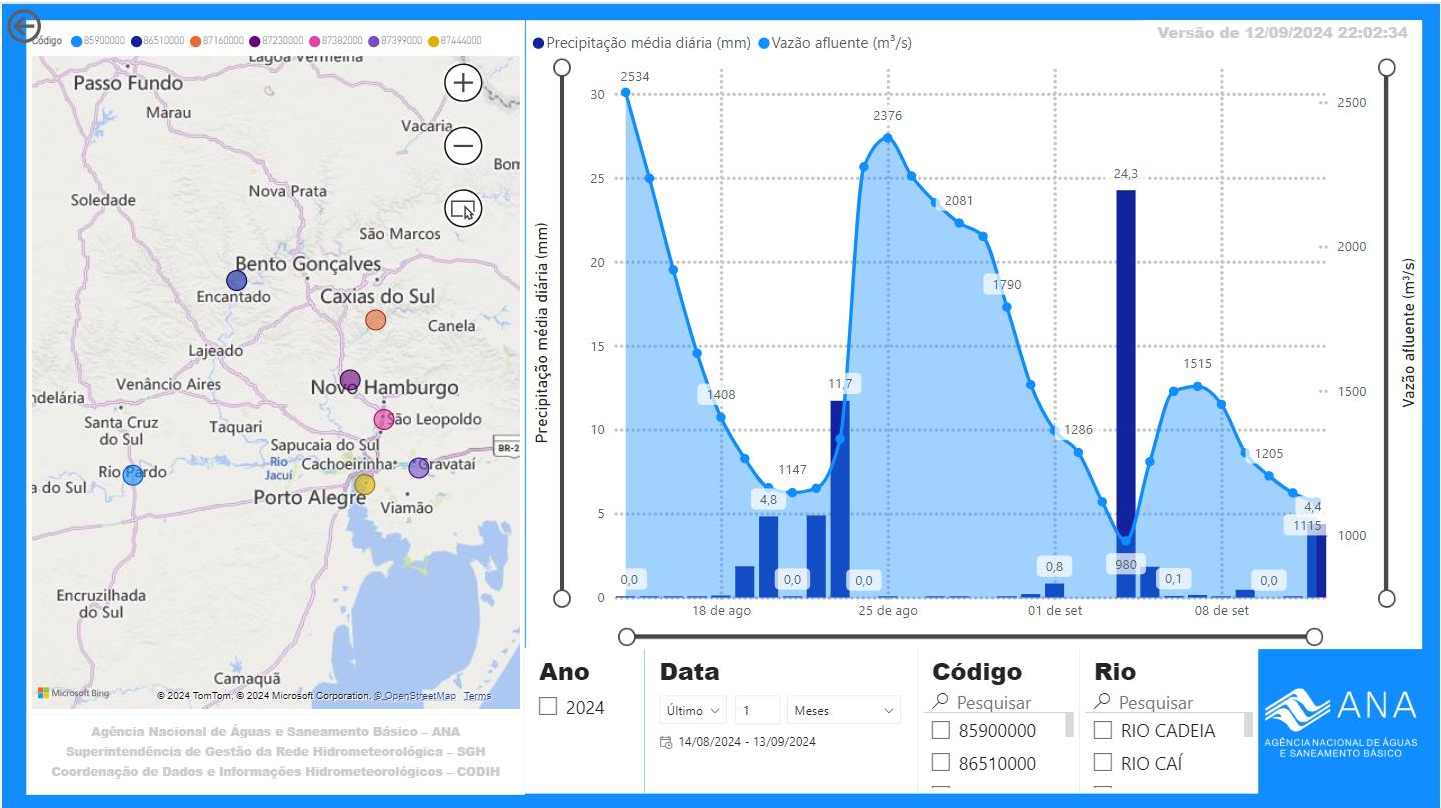 Código 85900000 86510000 87160000 87230000 87382000 87399000 87444000
Lagoa Vermelha
Passo Fundo
Marau
Vacaria
Bom
Nova Prata
Soledade
São Marcos
Bento Gonçalves
Encantado
Caxias do Sul
Canela
Lajeado
Venâncio Aires
Novo Hamburgo
ndelária
Santa Cruz
do Sul
Taquari
São Leopoldo
Sapucaia do Sul
BR-2
Rio Pardo
Rio
Jacuí
Cachoeirinha
Gravataí
a do Sul
Porto Alegre
Viamão
Encruzilhada
do Sul
Camaquã
Microsoft Bing
© 2024 TomTom, © 2024 Microsoft Corporation, © OpenStreetMap Terms
Agência Nacional de Águas e Saneamento Básico – ANA
Superintendência de Gestão da Rede Hidrometeorológica – SGH
Coordenação de Dados e Informações Hidrometeorológicos – CODIH
Versão de 12/09/2024 22:02:34
Precipitação média diária (mm) Vazão afluente (m³/s)
Precipitação média diária (mm)
30
25
20
15
10
5
0
2534
1408
4,8
1147
11,7
2376
2081
1790
1286
24,3
980
1515
1205
4,4
1115
0,0
0,0
0,0
0,8
0,1
0,0
18 de ago
25 de ago
01 de set
08 de set
2500
2000
1500
1000
Vazão afluente (m³/s)
Ano
2024
Data
Último 1 Meses
14/08/2024 - 13/09/2024
Código
Pesquisar
85900000
86510000
Rio
Pesquisar
RIO CADEIA
RIO CAÍ
ANA
AGÊNCIA NACIONAL DE ÁGUAS
E SANEAMENTO BÁSICO